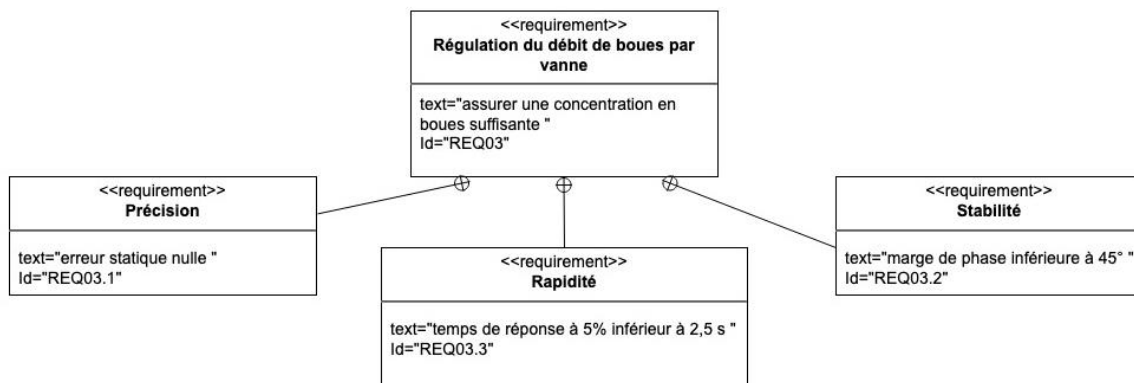 <<requirement>>
Régulation du débit de boues par
vanne
text="assurer une concentration en
boues suffisante "
Id="REQ03"
<<requirement>>
Précision
text="erreur statique nulle "
Id="REQ03.1"
<<requirement>>
Rapidité
text="temps de réponse à 5% inférieur à 2,5 s "
Id="REQ03.3"
<<requirement>>
Stabilité
text="marge de phase inférieure à 45° "
Id="REQ03.2"